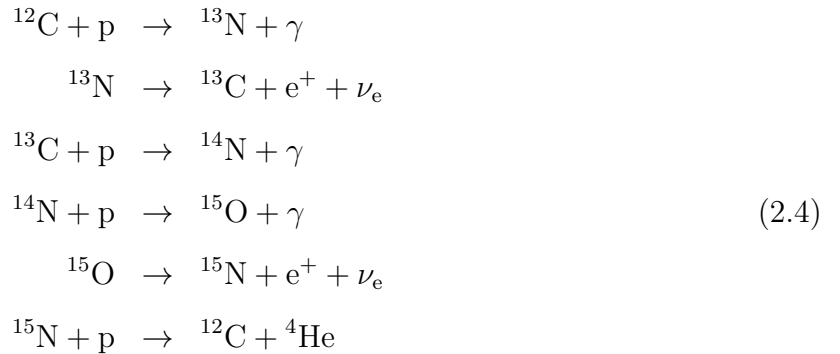 ¹²C + p → ¹³N + γ
¹³N → ¹³C + e⁺ + νₑ
¹³C + p → ¹⁴N + γ
¹⁴N + p → ¹⁵O + γ (2.4)
¹⁵O → ¹⁵N + e⁺ + νₑ
¹⁵N + p → ¹²C + ⁴He